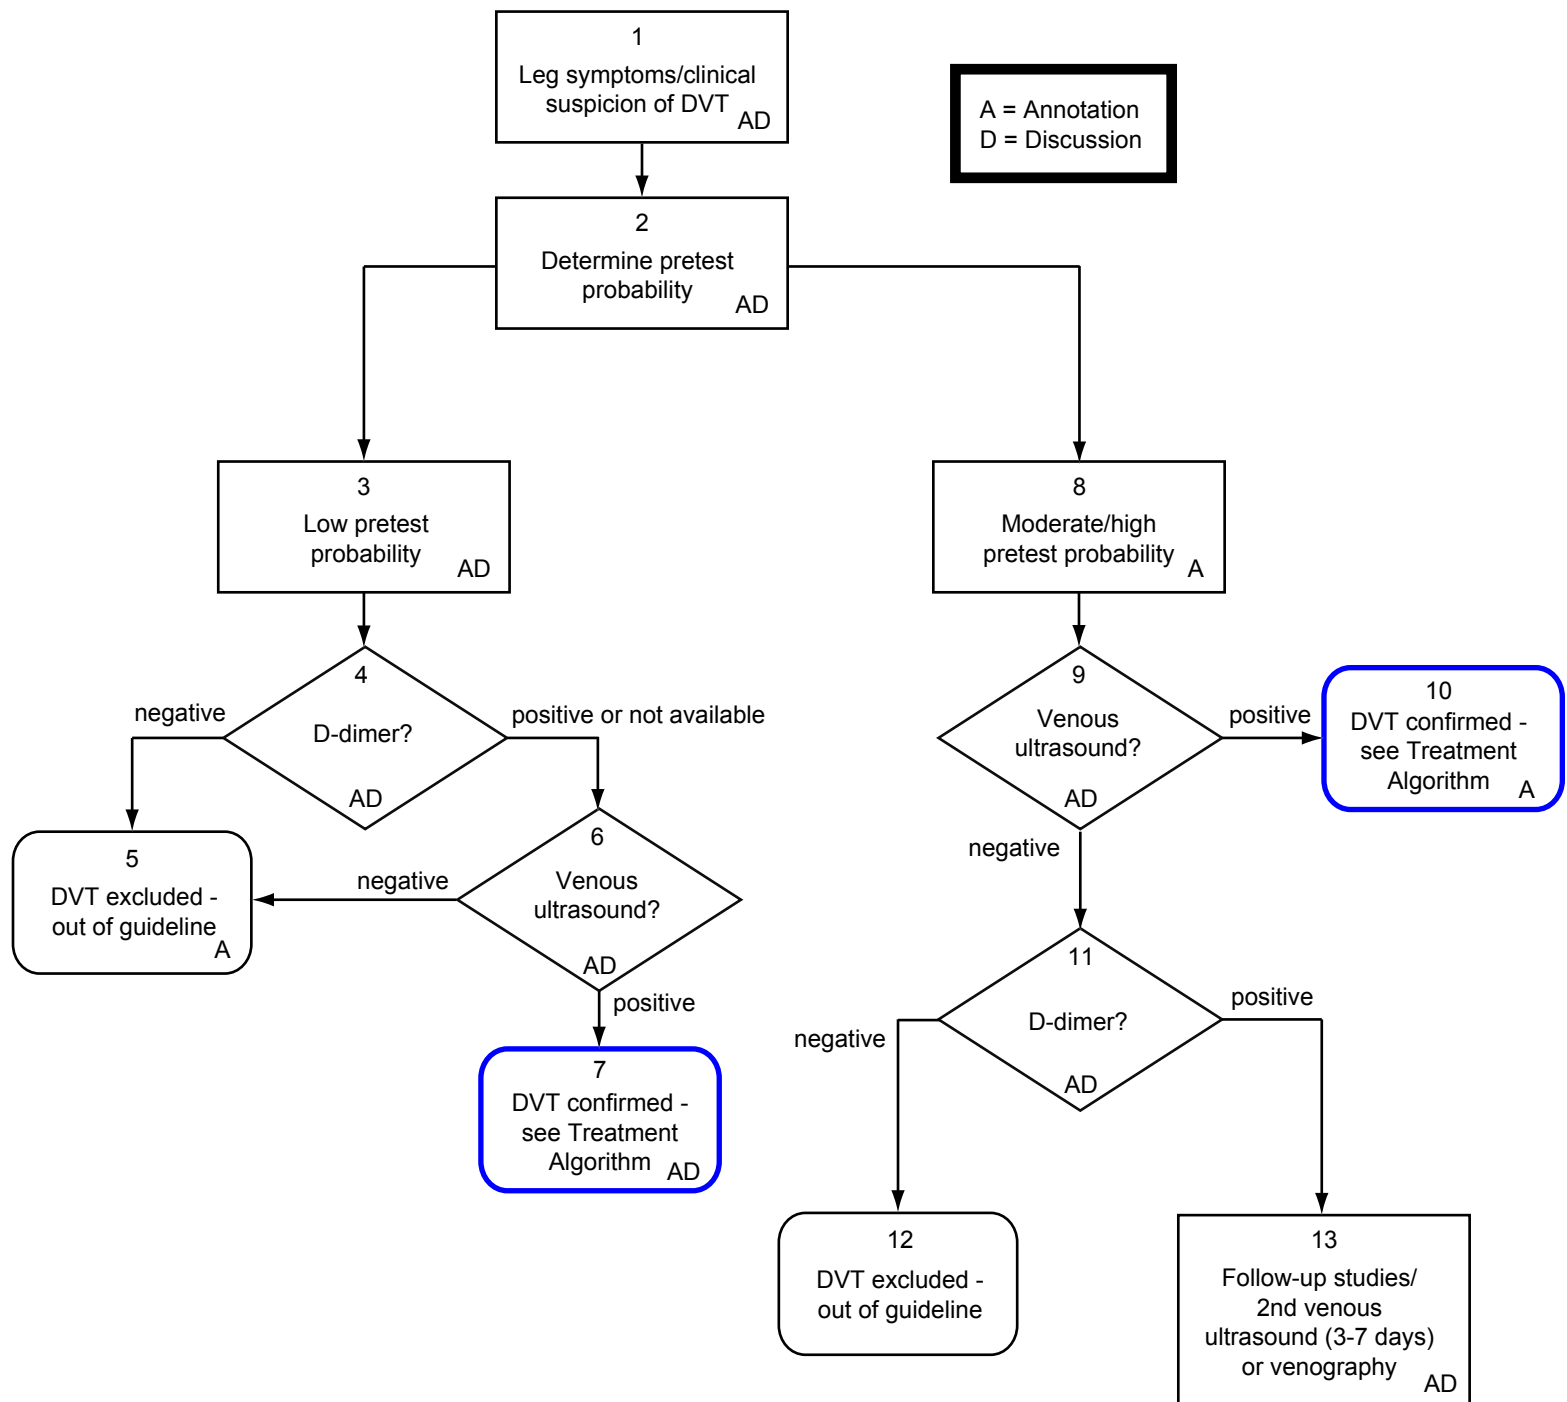 1
Leg symptoms/clinical
suspicion of DVT
AD
A = Annotation
D = Discussion
2
Determine pretest
probability
AD
3
Low pretest
probability
AD
8
Moderate/high
pretest probability
A
4
D-dimer?
AD
negative
positive or not available
9
Venous
ultrasound?
AD
positive
negative
10
DVT confirmed -
see Treatment
Algorithm
A
5
DVT excluded -
out of guideline
A
negative
6
Venous
ultrasound?
AD
positive
7
DVT confirmed -
see Treatment
Algorithm
AD
11
D-dimer?
AD
negative
positive
12
DVT excluded -
out of guideline
13
Follow-up studies/
2nd venous
ultrasound (3-7 days)
or venography
AD